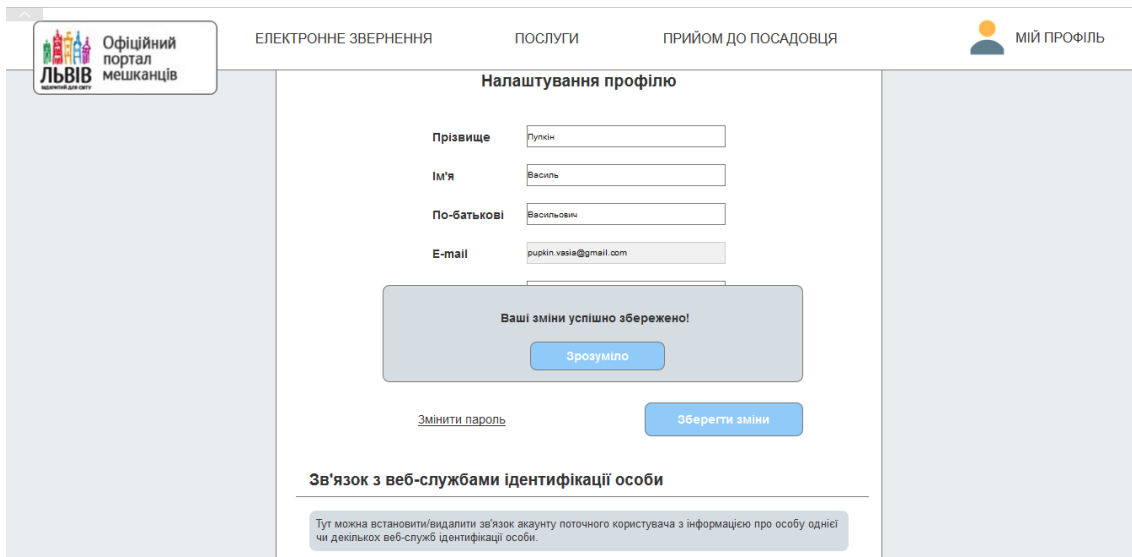 ЛЬВІВ
ВІДКРИТИЙ ДЛЯ СВІТУ
Офіційний
портал
мешканців
ЕЛЕКТРОННЕ ЗВЕРНЕННЯ
ПОСЛУГИ
ПРИЙОМ ДО ПОСАДОВЦЯ
МІЙ ПРОФІЛЬ
Налаштування профілю
Прізвище
Пупкін
Ім'я
Василь
По-батькові
Васильович
E-mail
pupkin.vasia@gmail.com
Ваші зміни успішно збережено!
Зрозуміло
Змінити пароль
Зберегти зміни
Зв'язок з веб-службами ідентифікації особи
Тут можна встановити/видалити зв'язок акаунту поточного користувача з інформацією про особу однієї
чи декількох веб-служб ідентифікації особи.